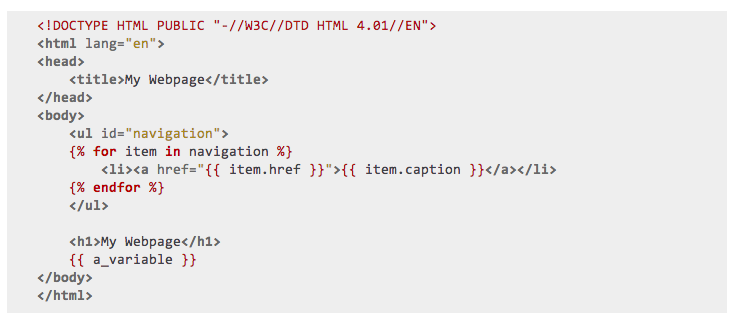 <!DOCTYPE HTML PUBLIC "-//W3C//DTD HTML 4.01//EN">
<html lang="en">
<head>
    <title>My Webpage</title>
</head>
<body>
    <ul id="navigation">
    {% for item in navigation %}
        <li><a href="{{ item.href }}">{{ item.caption }}</a></li>
    {% endfor %}
    </ul>

    <h1>My Webpage</h1>
    {{ a_variable }}
</body>
</html>